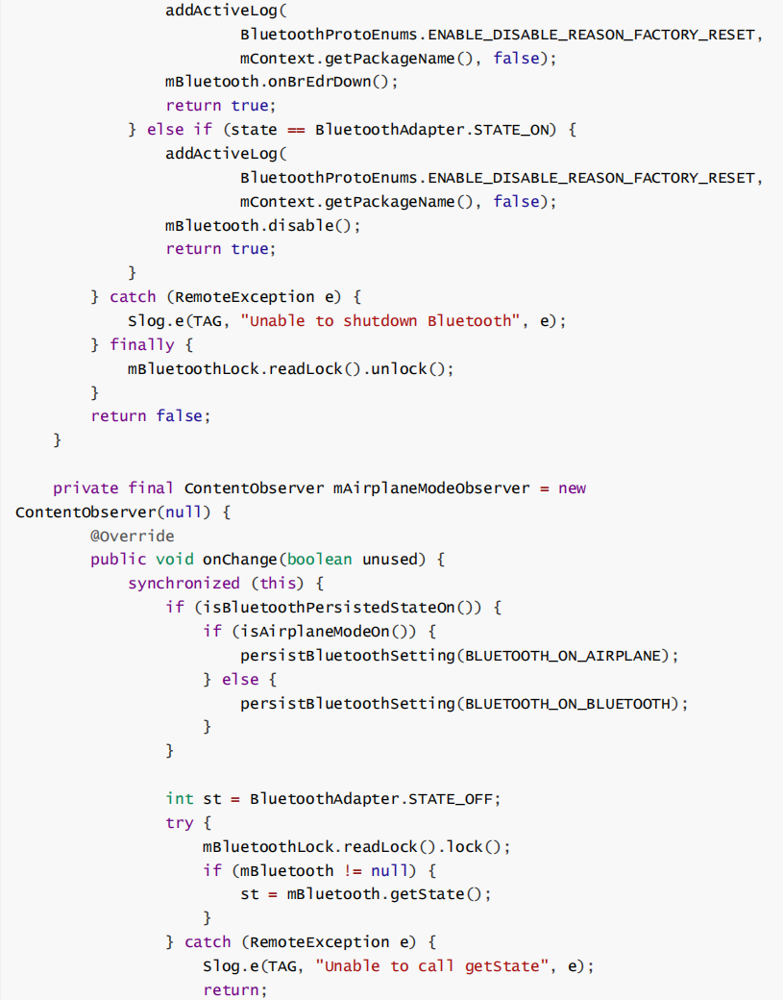 addActiveLog(
                        BluetoothProtoEnums.ENABLE_DISABLE_REASON_FACTORY_RESET,
                        mContext.getPackageName(), false);
                mBluetooth.onBrEdrDown();
                return true;
            } else if (state == BluetoothAdapter.STATE_ON) {
                addActiveLog(
                        BluetoothProtoEnums.ENABLE_DISABLE_REASON_FACTORY_RESET,
                        mContext.getPackageName(), false);
                mBluetooth.disable();
                return true;
            }
        } catch (RemoteException e) {
            Slog.e(TAG, "Unable to shutdown Bluetooth", e);
        } finally {
            mBluetoothLock.readLock().unlock();
        }
        return false;
    }

    private final ContentObserver mAirplaneModeObserver = new
ContentObserver(null) {
        @Override
        public void onChange(boolean unused) {
            synchronized (this) {
                if (isBluetoothPersistedStateOn()) {
                    if (isAirplaneModeOn()) {
                        persistBluetoothSetting(BLUETOOTH_ON_AIRPLANE);
                    } else {
                        persistBluetoothSetting(BLUETOOTH_ON_BLUETOOTH);
                    }
                }

                int st = BluetoothAdapter.STATE_OFF;
                try {
                    mBluetoothLock.readLock().lock();
                    if (mBluetooth != null) {
                        st = mBluetooth.getState();
                    }
                } catch (RemoteException e) {
                    Slog.e(TAG, "Unable to call getState", e);
                    return;